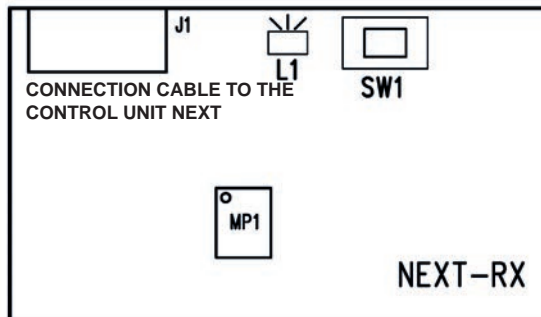 J1
L1
SW1
CONNECTION CABLE TO THE
CONTROL UNIT NEXT
MP1
NEXT-RX